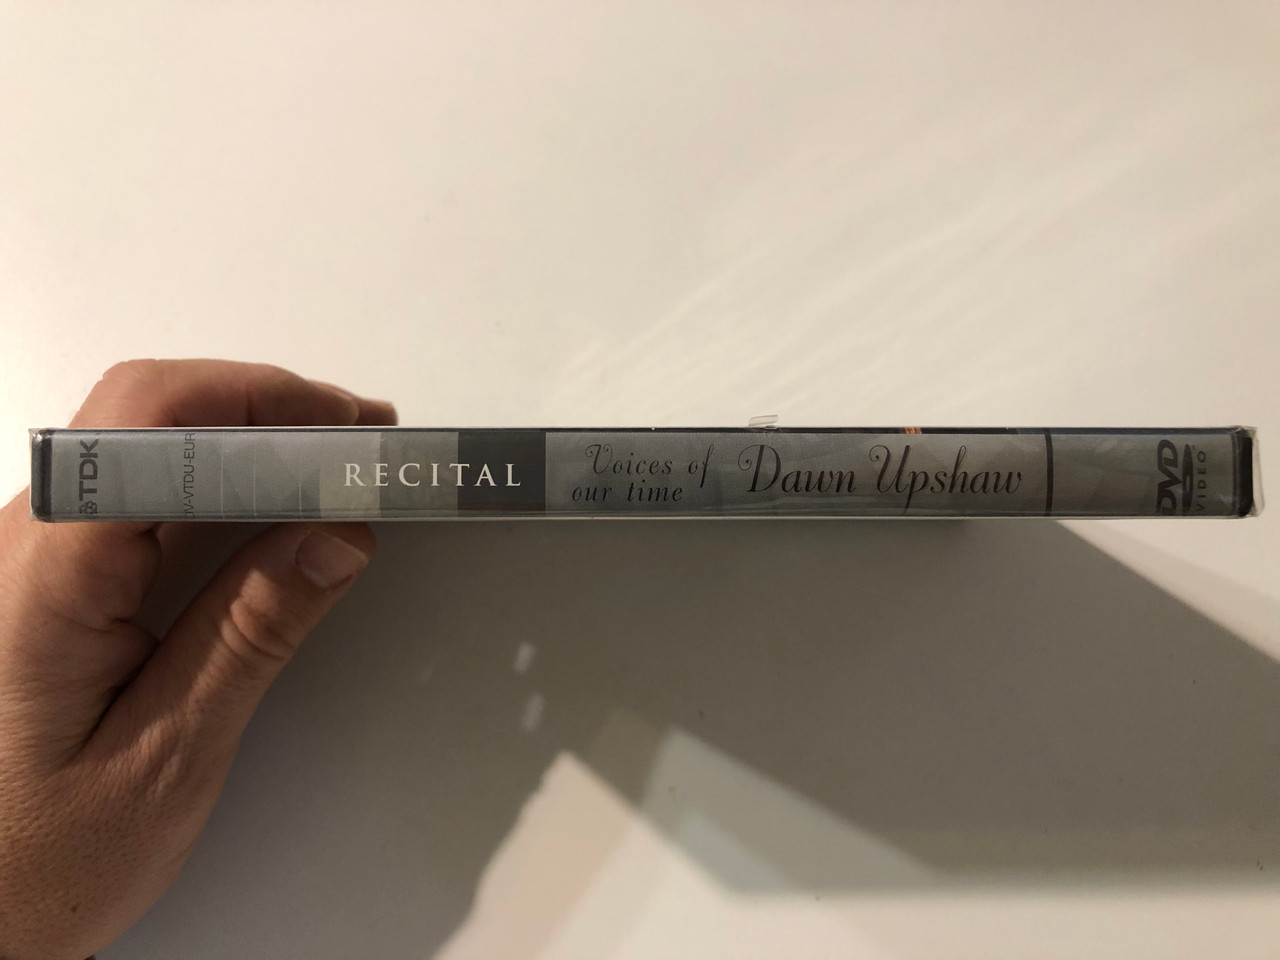 TDK
DV-VTDU-EUR
RECITAL
Voices of
our time
Dawn Upshaw
DVD
VIDEO